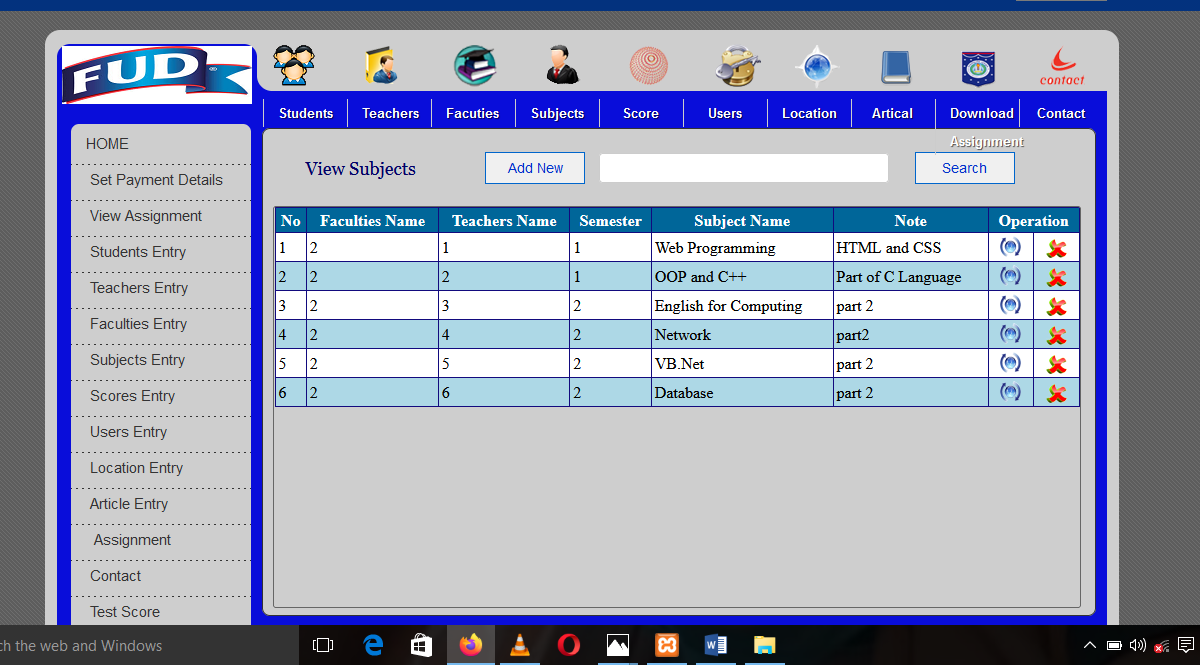 FUD
contact
Students Teachers Faculties Subjects Score Users Location Artical Download Contact
Assignment
HOME
Set Payment Details
View Assignment
Students Entry
Teachers Entry
Faculties Entry
Subjects Entry
Scores Entry
Users Entry
Location Entry
Article Entry
Assignment
Contact
Test Score
View Subjects Add New Search
No Faculties Name Teachers Name Semester Subject Name Note Operation
1 2 1 1 Web Programming HTML and CSS
2 2 2 1 OOP and C++ Part of C Language
3 2 3 2 English for Computing part 2
4 2 4 2 Network part2
5 2 5 2 VB.Net part 2
6 2 6 2 Database part 2
ch the web and Windows